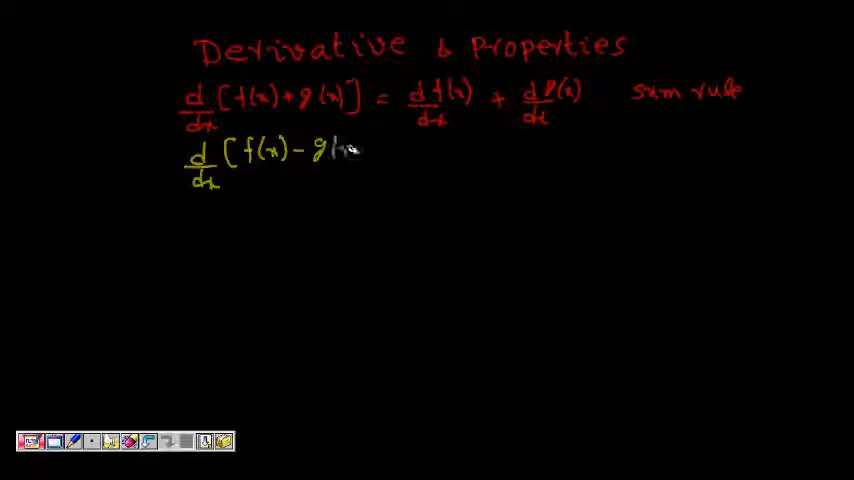 Derivative & Properties
d/dx [f(x) + g(x)] = d f(x)/dx + d g(x)/dx sum rule
d/dx [f(x) - g(x